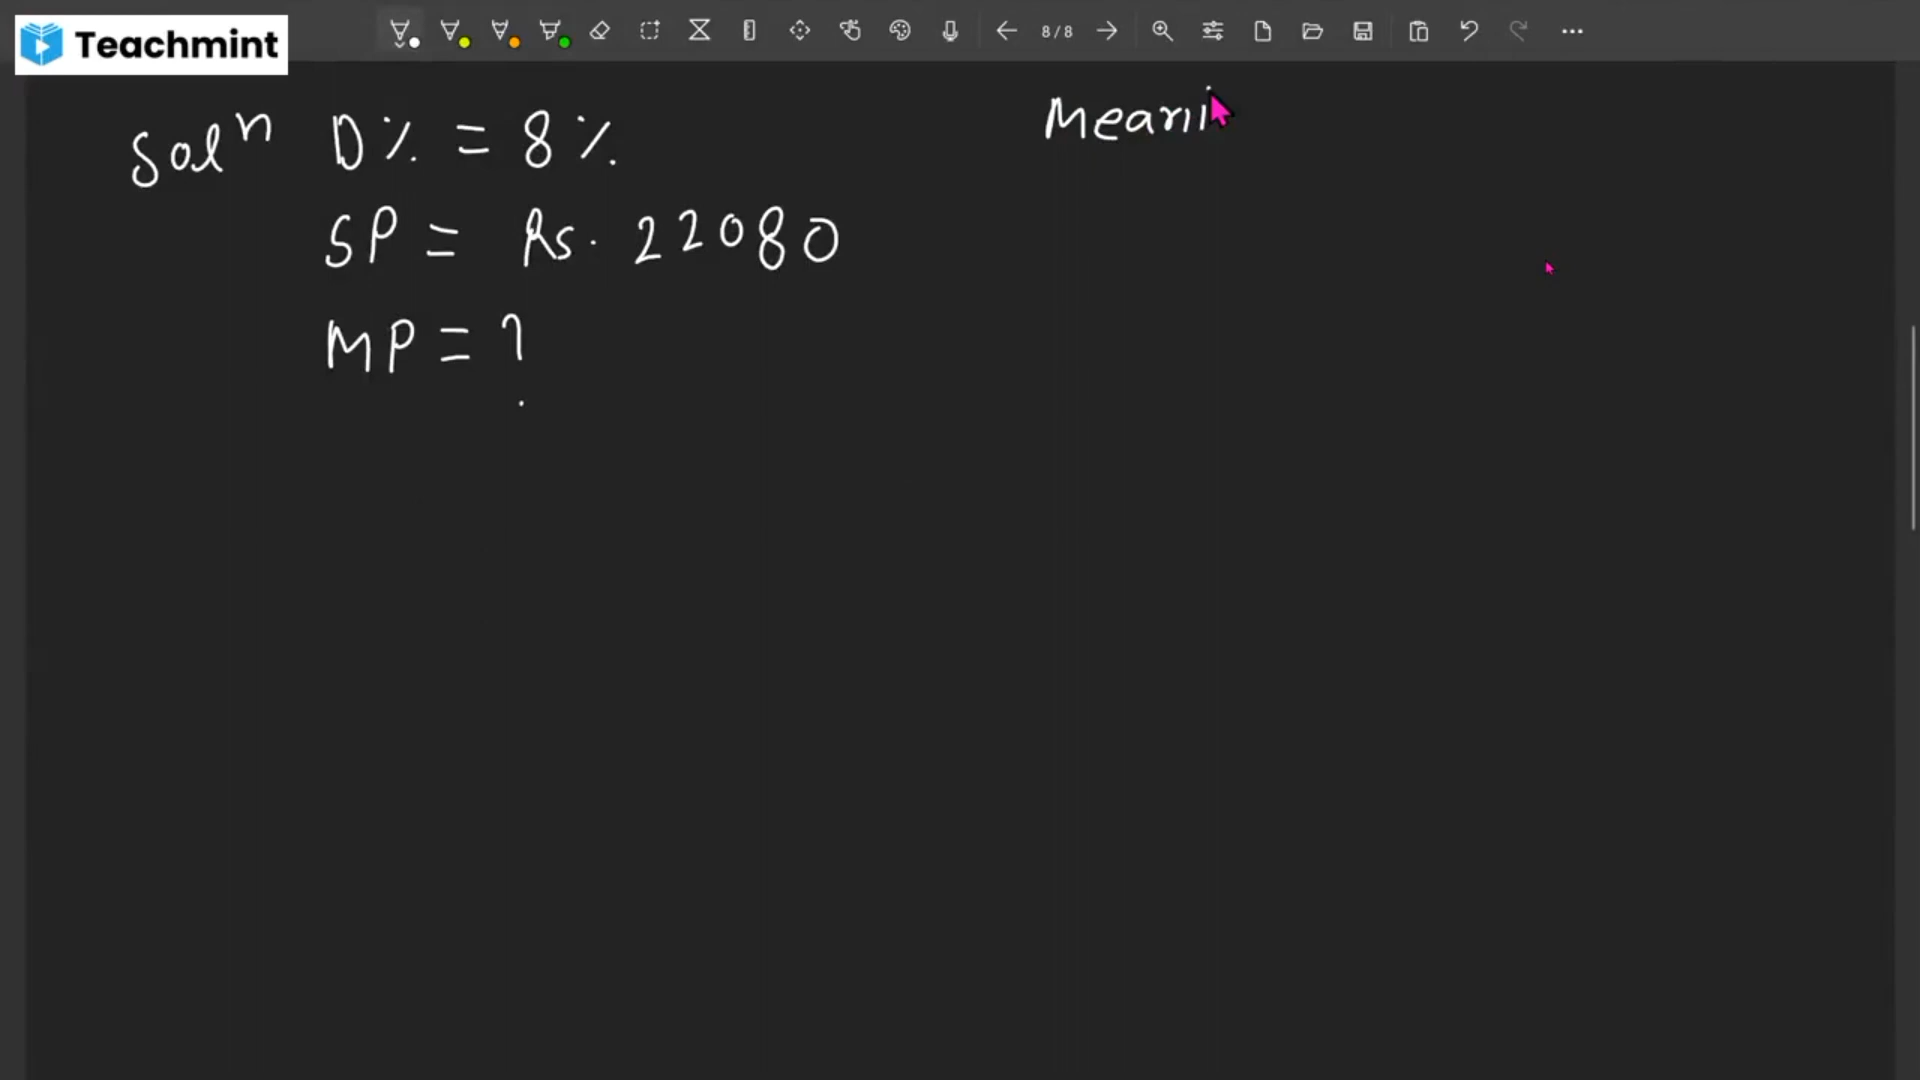 Teachmint
8/8
Solⁿ D% = 8%
SP = Rs. 22080
MP = ?
Meani